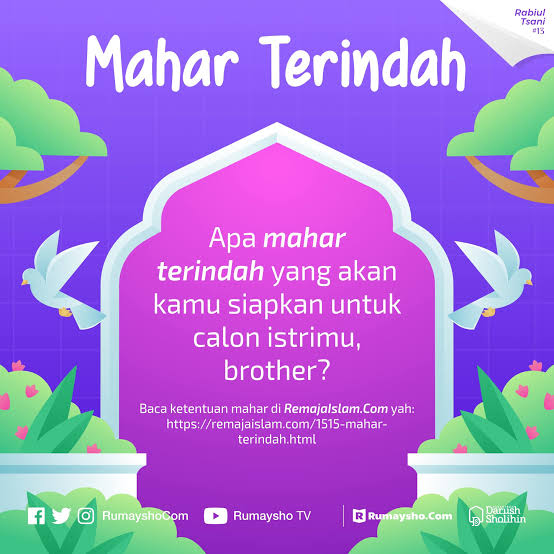 Rabiul
Tsani
#13
Mahar Terindah
Apa mahar
terindah yang akan
kamu siapkan untuk
calon istrimu,
brother?
Baca ketentuan mahar di RemajaIslam.Com yah:
https://remajaislam.com/1515-mahar-
terindah.html
RumayshoCom
Rumaysho TV
Rumaysho.Com
Darush
Sholihin